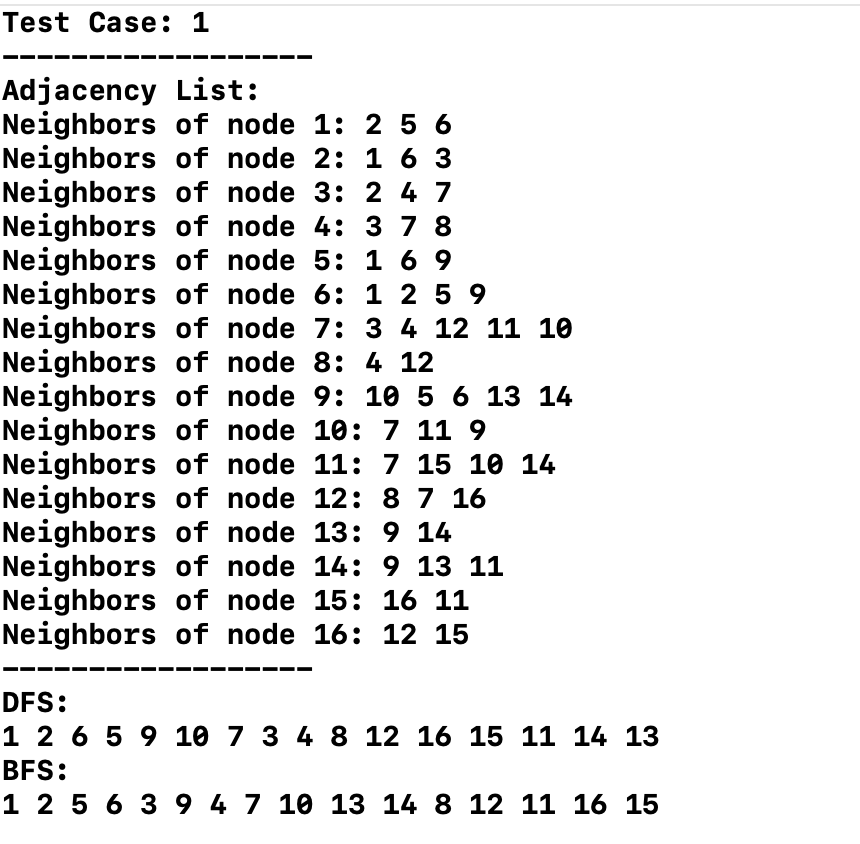 Test Case: 1
------------------
Adjacency List:
Neighbors of node 1: 2 5 6
Neighbors of node 2: 1 6 3
Neighbors of node 3: 2 4 7
Neighbors of node 4: 3 7 8
Neighbors of node 5: 1 6 9
Neighbors of node 6: 1 2 5 9
Neighbors of node 7: 3 4 12 11 10
Neighbors of node 8: 4 12
Neighbors of node 9: 10 5 6 13 14
Neighbors of node 10: 7 11 9
Neighbors of node 11: 7 15 10 14
Neighbors of node 12: 8 7 16
Neighbors of node 13: 9 14
Neighbors of node 14: 9 13 11
Neighbors of node 15: 16 11
Neighbors of node 16: 12 15
------------------
DFS:
1 2 6 5 9 10 7 3 4 8 12 16 15 11 14 13
BFS:
1 2 5 6 3 9 4 7 10 13 14 8 12 11 16 15